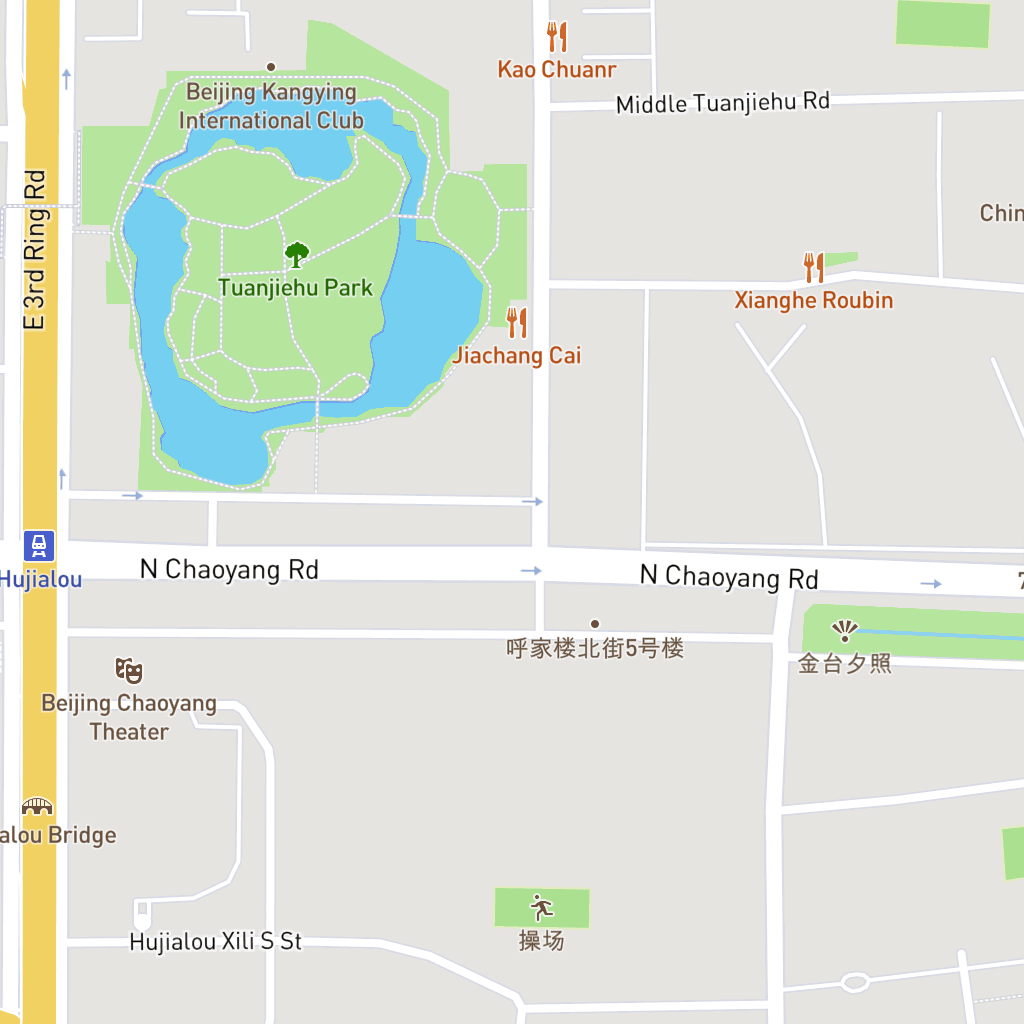 Kao Chuanr
Beijing Kangying
International Club
Middle Tuanjiehu Rd
E 3rd Ring Rd
Chin
Tuanjiehu Park
Xianghe Roubin
Jiachang Cai
N Chaoyang Rd
N Chaoyang Rd
Hujialou
7
呼家楼北街5号楼
金台夕照
Beijing Chaoyang
Theater
alou Bridge
Hujialou Xili S St
操场